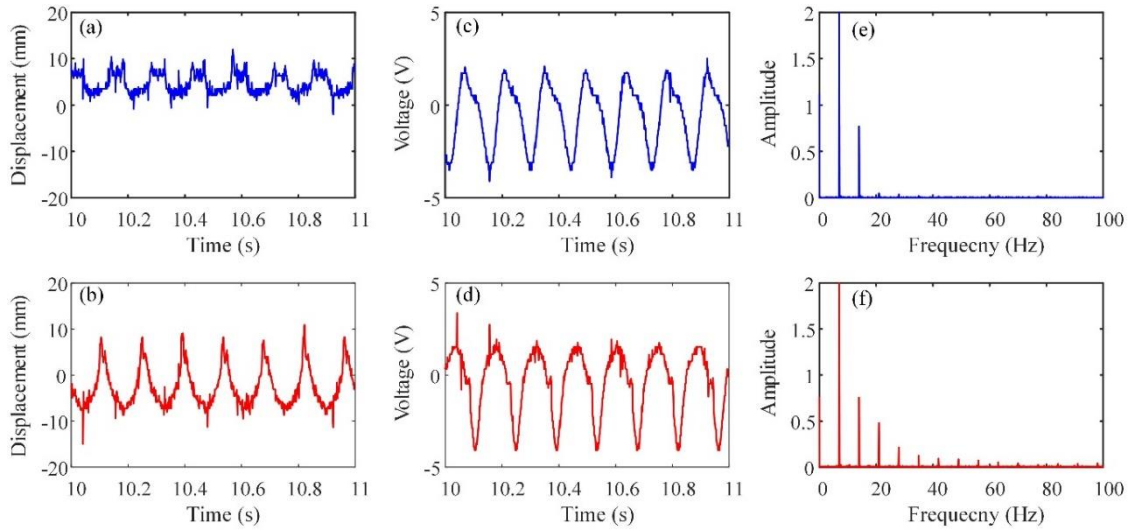 (a)
Displacement (mm)
20
10
0
-10
-20
10 10.2 10.4 10.6 10.8 11
Time (s)
(c)
Voltage (V)
5
0
-5
10 10.2 10.4 10.6 10.8 11
Time (s)
(e)
Amplitude
2
1.5
1
0.5
0
0 20 40 60 80 100
Frequecny (Hz)
(b)
Displacement (mm)
20
10
0
-10
-20
10 10.2 10.4 10.6 10.8 11
Time (s)
(d)
Voltage (V)
5
0
-5
10 10.2 10.4 10.6 10.8 11
Time (s)
(f)
Amplitude
2
1.5
1
0.5
0
0 20 40 60 80 100
Frequecny (Hz)